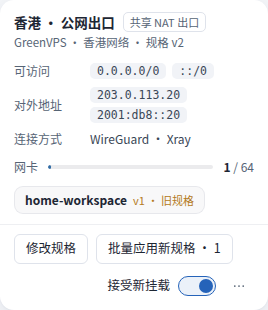 香港 · 公网出口 共享 NAT 出口
GreenVPS · 香港网络 · 规格 v2
可访问 0.0.0.0/0 ::/0
对外地址 203.0.113.20
2001:db8::20
连接方式 WireGuard · Xray
网卡 1 / 64
home-workspace v1 · 旧规格
修改规格 批量应用新规格 · 1
接受新挂载 ···